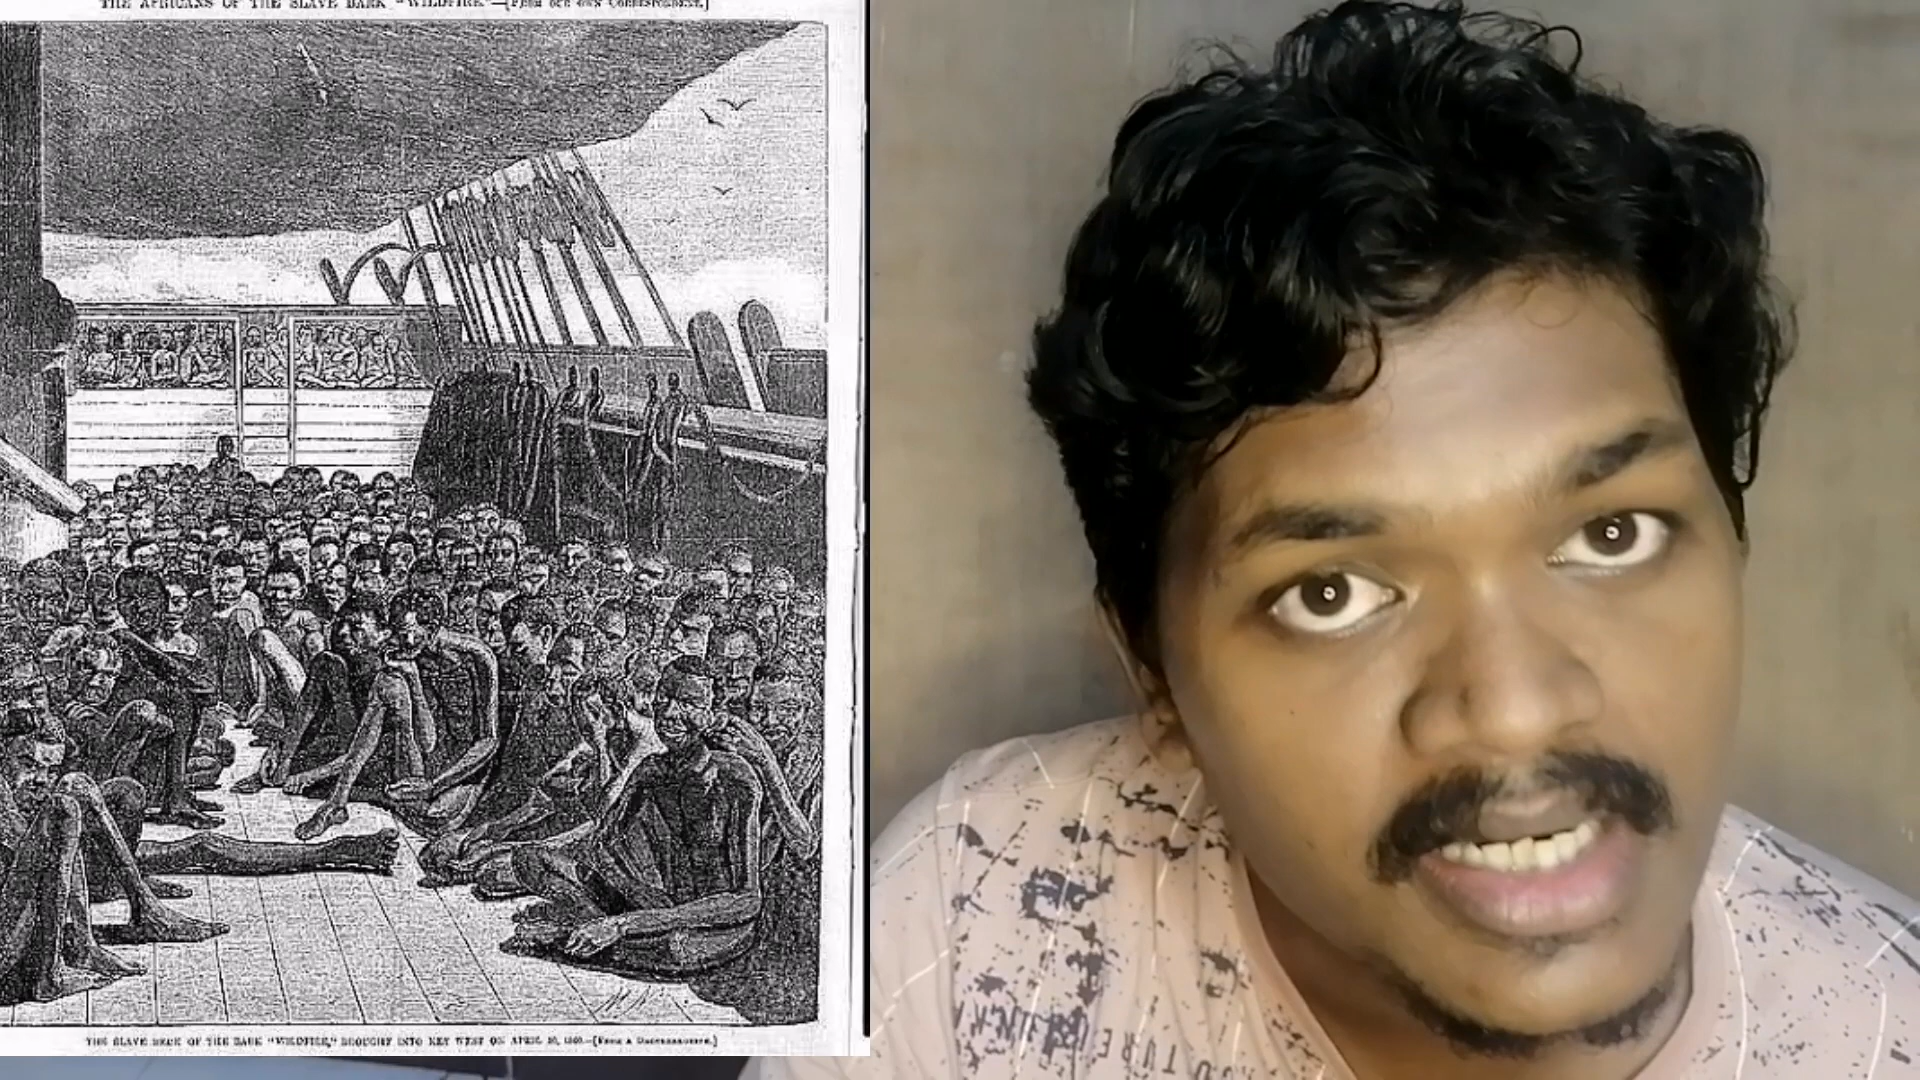 THE AFRICANS OF THE SLAVE BARK "WILDFIRE."—[FROM OUR OWN CORRESPONDENT.]
THE SLAVE DECK OF THE BARK "WILDFIRE," BROUGHT INTO KEY WEST ON APRIL 30, 1860.—[FROM A DAGUERREOTYPE.]
TURE